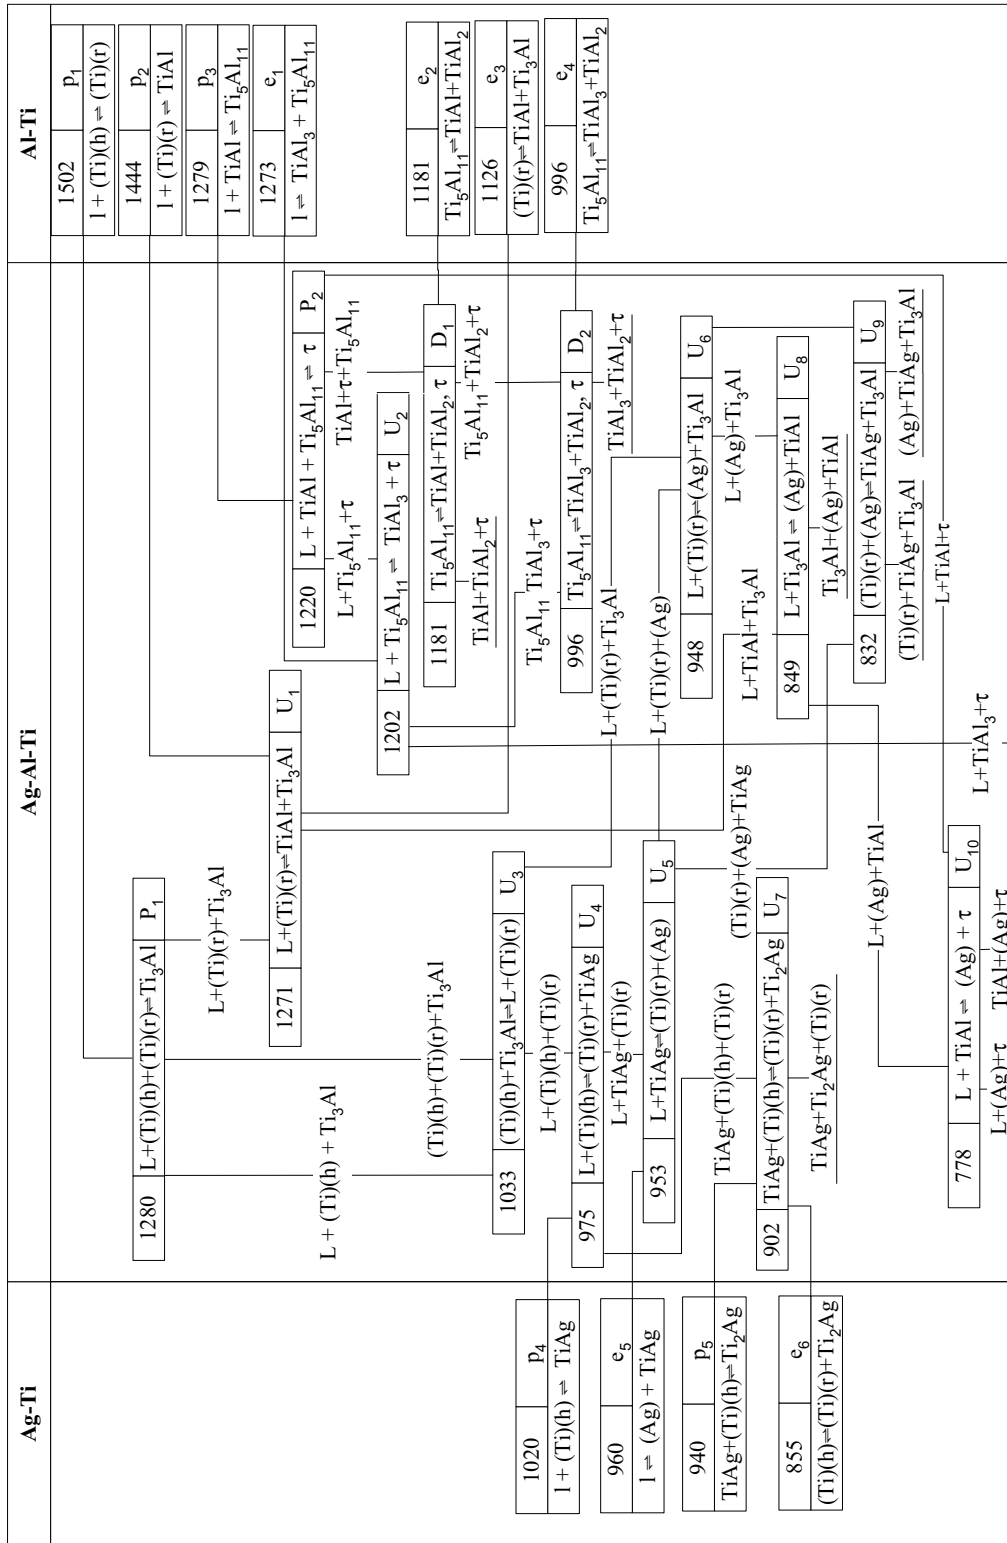 Ag-Ti
Ag-Al-Ti
Al-Ti
1502 p₁
l + (Ti)(h) ⇌ (Ti)(r)
1444 p₂
l + (Ti)(r) ⇌ TiAl
1279 p₃
l + TiAl ⇌ Ti₅Al₁₁
1273 e₁
l ⇌ TiAl₃ + Ti₅Al₁₁
1181 e₂
Ti₅Al₁₁⇌TiAl+TiAl₂
1126 e₃
(Ti)(r)⇌TiAl+Ti₃Al
996 e₄
Ti₅Al₁₁⇌TiAl₃+TiAl₂
1280 L+(Ti)(h)+(Ti)(r)⇌Ti₃Al P₁
L+(Ti)(r)+Ti₃Al
L + (Ti)(h) + Ti₃Al
(Ti)(h)+(Ti)(r)+Ti₃Al
1271 L+(Ti)(r)⇌TiAl+Ti₃Al U₁
1220 L + TiAl + Ti₅Al₁₁ ⇌ τ P₂
L+Ti₅Al₁₁+τ
TiAl+τ+Ti₅Al₁₁
1202 L + Ti₅Al₁₁ ⇌ TiAl₃ + τ U₂
1181 Ti₅Al₁₁⇌TiAl+TiAl₂, τ D₁
TiAl+TiAl₂+τ
Ti₅Al₁₁+TiAl₂+τ
Ti₅Al₁₁ TiAl₃+τ
996 Ti₅Al₁₁⇌TiAl₃+TiAl₂, τ D₂
TiAl₃+TiAl₂+τ
1033 (Ti)(h)+Ti₃Al⇌L+(Ti)(r) U₃
L+(Ti)(h)+(Ti)(r)
L+(Ti)(r)+Ti₃Al
1020 p₄
l + (Ti)(h) ⇌ TiAg
975 L+(Ti)(h)⇌(Ti)(r)+TiAg U₄
L+TiAg+(Ti)(r)
960 e₅
l ⇌ (Ag) + TiAg
953 L+TiAg⇌(Ti)(r)+(Ag) U₅
L+(Ti)(r)+(Ag)
948 L+(Ti)(r)⇌(Ag)+Ti₃Al U₆
L+(Ag)+Ti₃Al
940 p₅
TiAg+(Ti)(h)⇌Ti₂Ag
TiAg+(Ti)(h)+(Ti)(r)
(Ti)(r)+(Ag)+TiAg
L+TiAl+Ti₃Al
902 TiAg+(Ti)(h)⇌(Ti)(r)+Ti₂Ag U₇
TiAg+Ti₂Ag+(Ti)(r)
855 e₆
(Ti)(h)⇌(Ti)(r)+Ti₂Ag
849 L+Ti₃Al ⇌ (Ag)+TiAl U₈
Ti₃Al+(Ag)+TiAl
832 (Ti)(r)+(Ag)⇌TiAg+Ti₃Al U₉
(Ti)(r)+TiAg+Ti₃Al
(Ag)+TiAg+Ti₃Al
L+(Ag)+TiAl
L+TiAl+τ
778 L + TiAl ⇌ (Ag) + τ U₁₀
L+TiAl₃+τ
L+(Ag)+τ
TiAl+(Ag)+τ